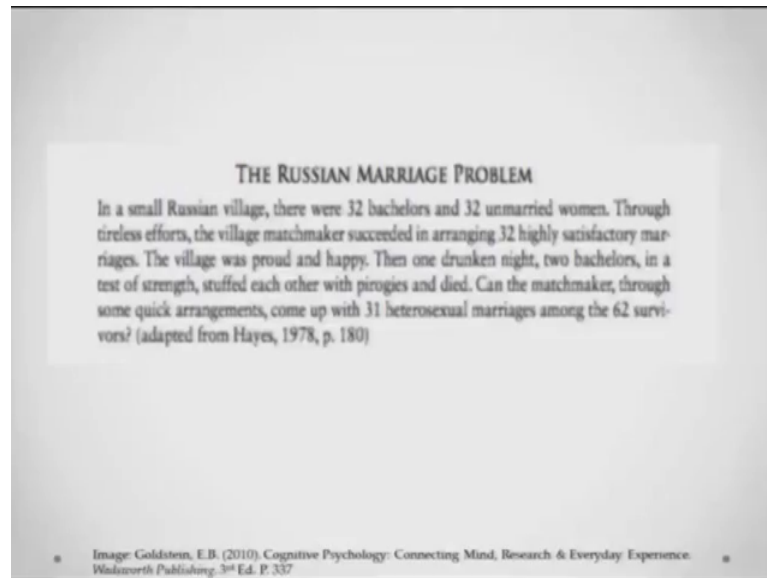 THE RUSSIAN MARRIAGE PROBLEM
In a small Russian village, there were 32 bachelors and 32 unmarried women. Through
tireless efforts, the village matchmaker succeeded in arranging 32 highly satisfactory mar-
riages. The village was proud and happy. Then one drunken night, two bachelors, in a
test of strength, stuffed each other with pirogies and died. Can the matchmaker, through
some quick arrangements, come up with 31 heterosexual marriages among the 62 survi-
vors? (adapted from Hayes, 1978, p. 180)
Image: Goldstein, E.B. (2010). Cognitive Psychology: Connecting Mind, Research & Everyday Experience.
Wadsworth Publishing. 3rd Ed. P. 337